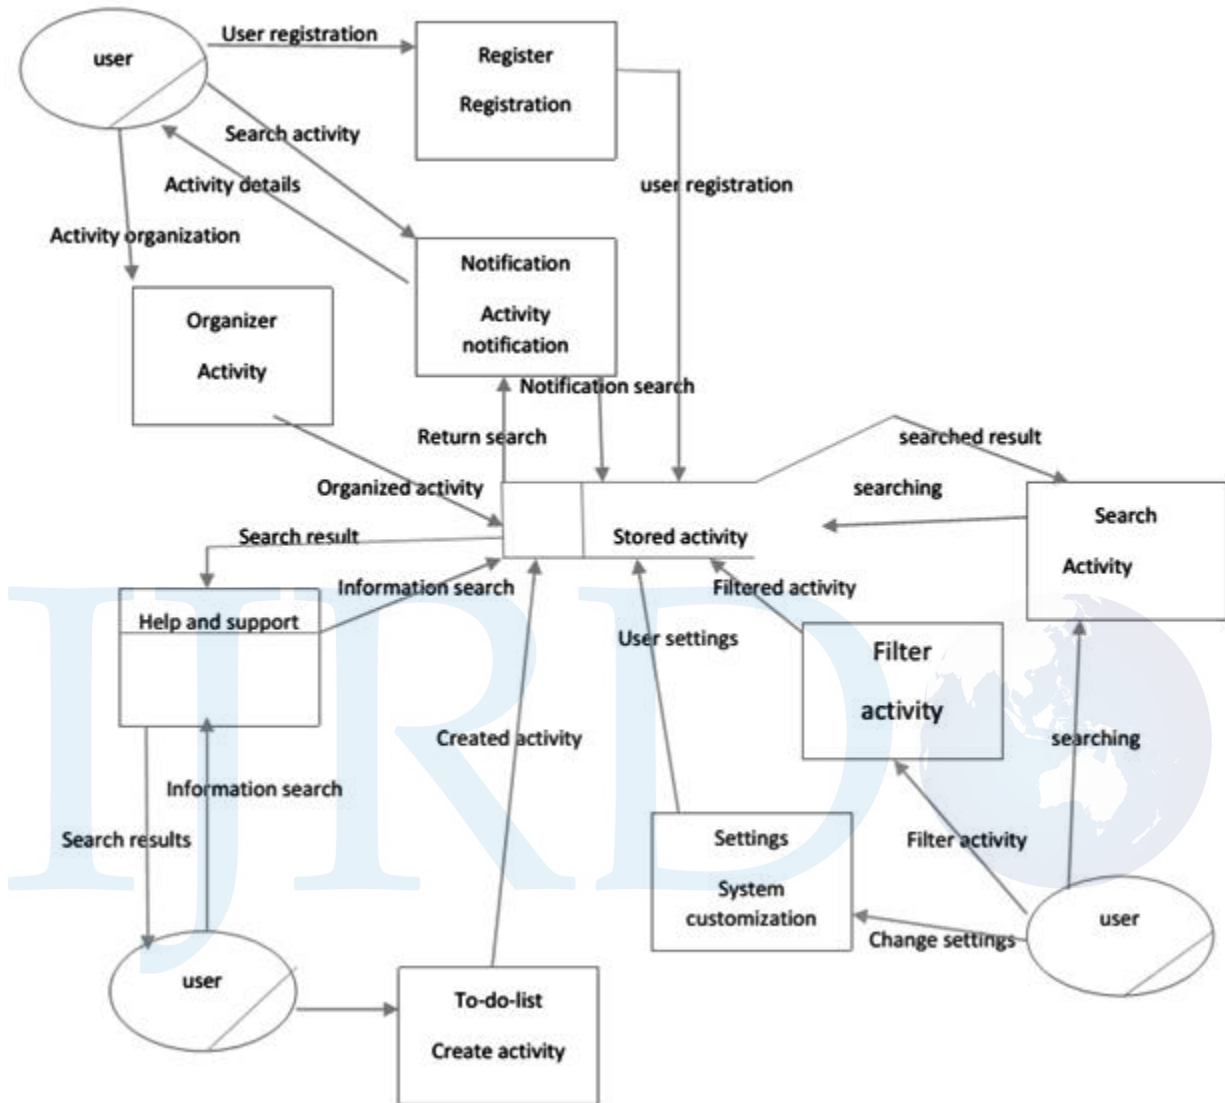 User registration
user
Register
Registration
Search activity
Activity details
user registration
Activity organization
Notification
Activity
notification
Organizer
Activity
Notification search
Return search
searched result
Organized activity
searching
Search
Activity
Search result
Stored activity
Information search
Filtered activity
Help and support
User settings
Filter
activity
Created activity
searching
Information search
Search results
Settings
System
customization
Filter activity
Change settings
user
user
To-do-list
Create activity
IJRD